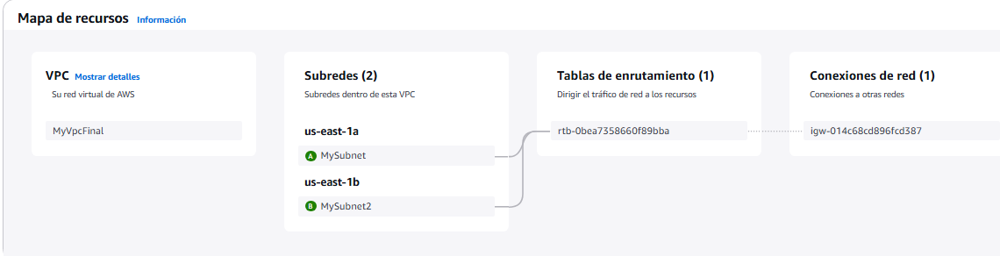 Mapa de recursos Información
VPC Mostrar detalles
Su red virtual de AWS
MyVpcFinal
Subredes (2)
Subredes dentro de esta VPC
us-east-1a
A MySubnet
us-east-1b
B MySubnet2
Tablas de enrutamiento (1)
Dirigir el tráfico de red a los recursos
rtb-0bea7358660f89bba
Conexiones de red (1)
Conexiones a otras redes
igw-014c68cd896fcd387